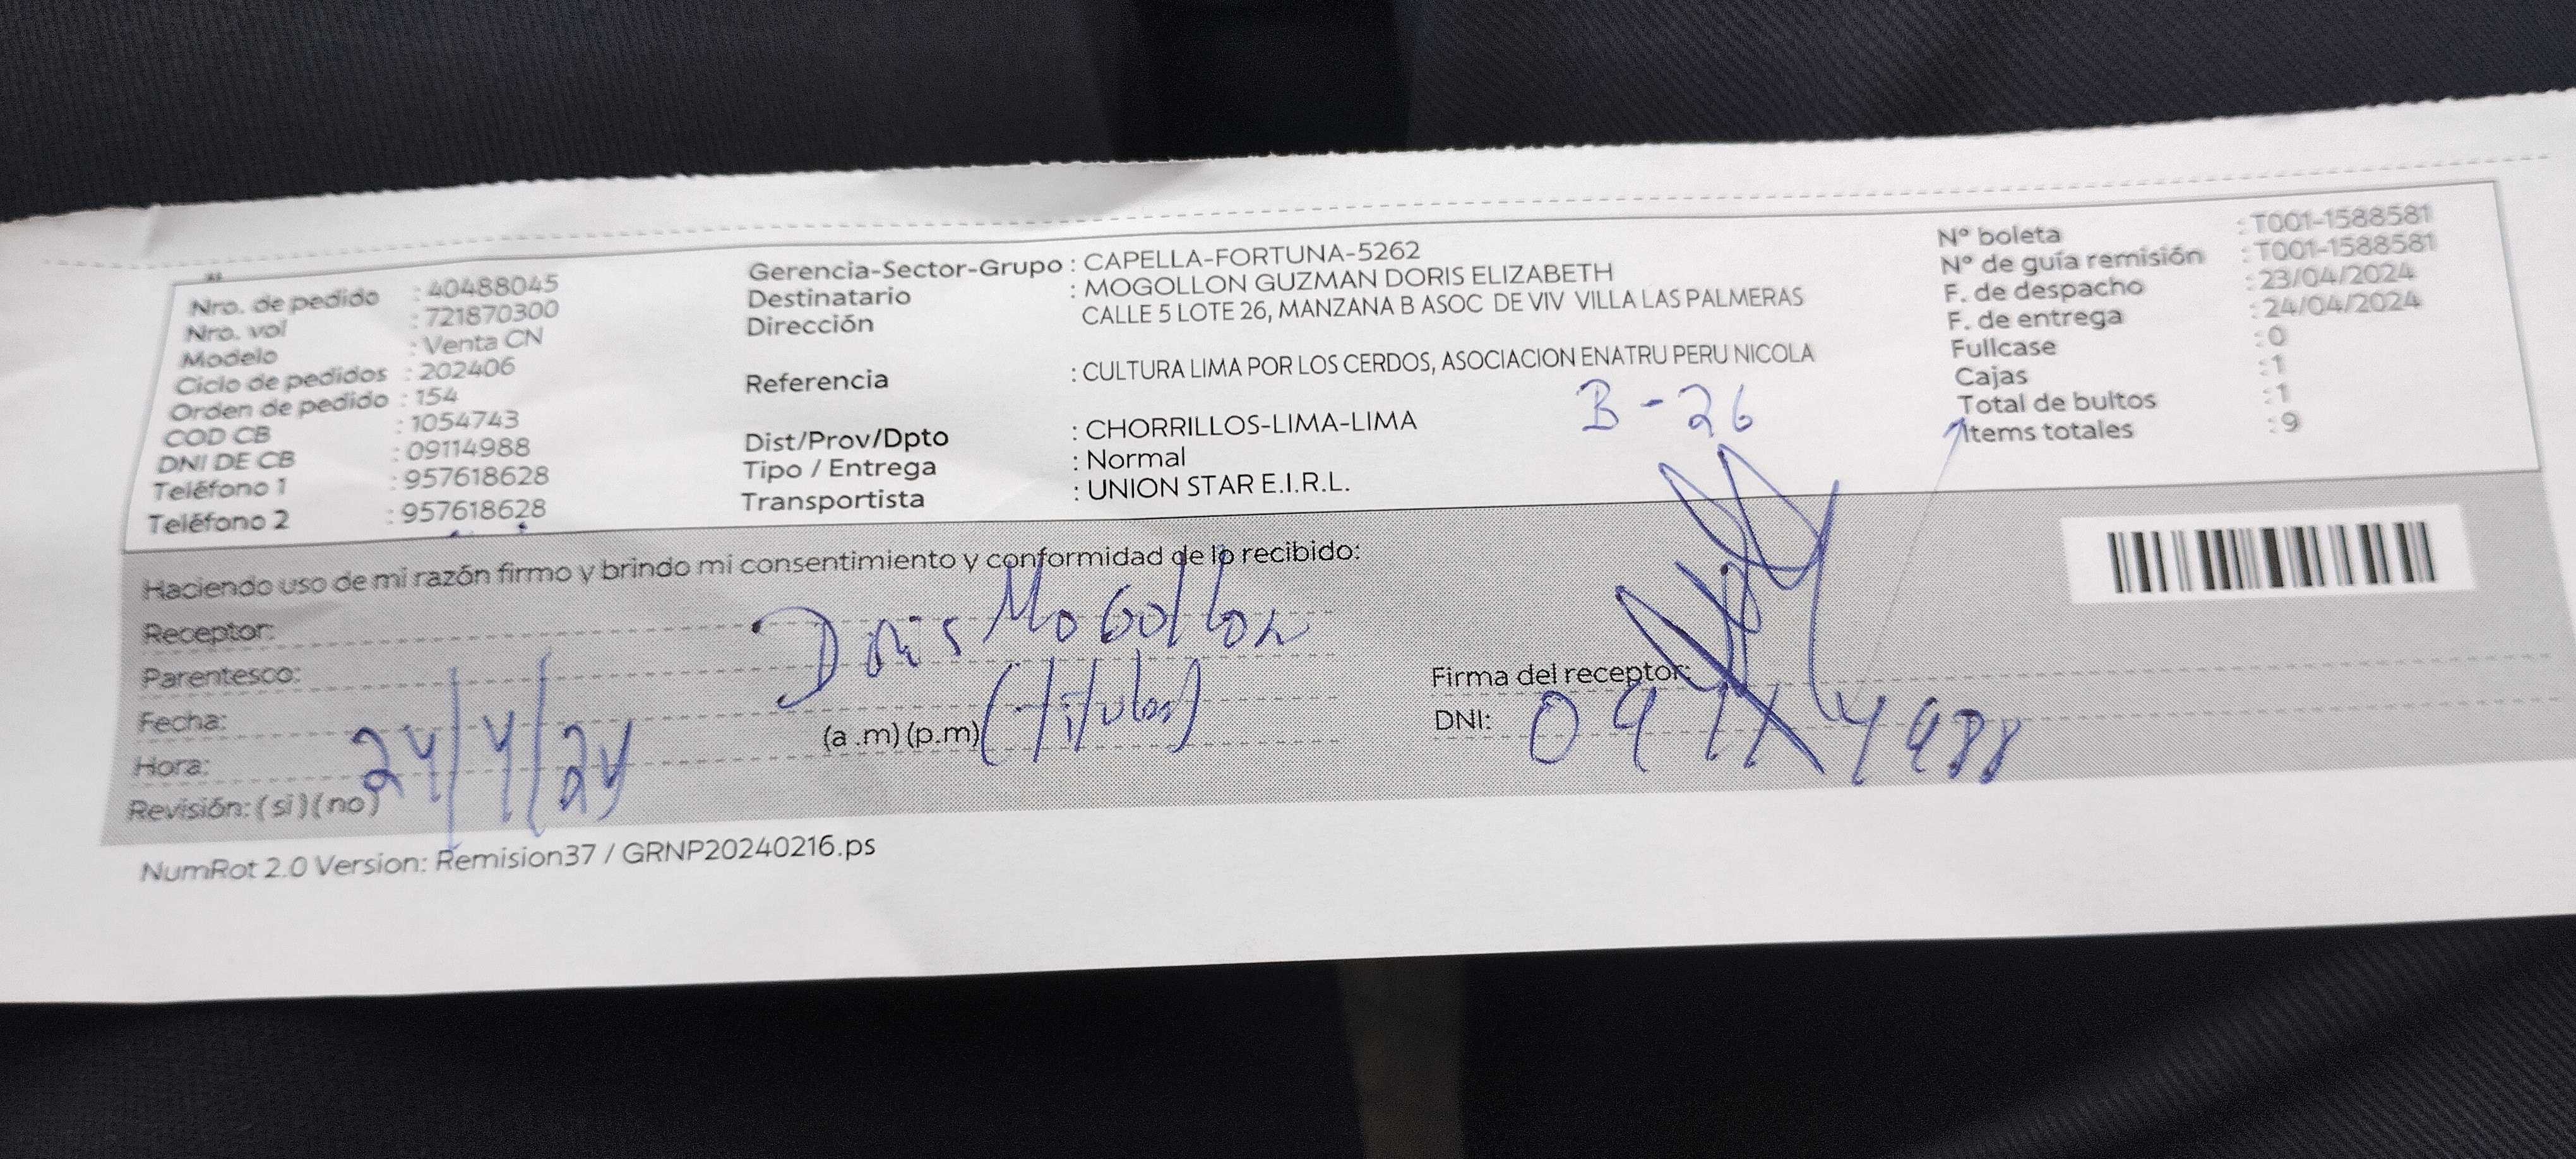 Nro. de pedido : 40488045
Nro. vol : 721870300
Modelo : Venta CN
Ciclo de pedidos : 202406
Orden de pedido : 154
COD CB : 1054743
DNI DE CB : 09114988
Teléfono 1 : 957618628
Teléfono 2 : 957618628
Gerencia-Sector-Grupo : CAPELLA-FORTUNA-5262
Destinatario : MOGOLLON GUZMAN DORIS ELIZABETH
Dirección CALLE 5 LOTE 26, MANZANA B ASOC DE VIV VILLA LAS PALMERAS
Referencia : CULTURA LIMA POR LOS CERDOS, ASOCIACION ENATRU PERU NICOLA
B - 26
Dist/Prov/Dpto : CHORRILLOS-LIMA-LIMA
Tipo / Entrega : Normal
Transportista : UNION STAR E.I.R.L.
N° boleta : T001-1588581
N° de guía remisión : T001-1588581
F. de despacho : 23/04/2024
F. de entrega : 24/04/2024
Fullcase : 0
Cajas : 1
Total de bultos : 1
Items totales : 9
Haciendo uso de mi razón firmo y brindo mi consentimiento y conformidad de lo recibido:
Receptor: Doris Mogollon
Parentesco: (Titular)
Firma del receptor:
Fecha: 24/4/24
DNI: 09114988
Hora: (a .m) (p.m)
Revisión: (si) (no)
NumRot 2.0 Version: Remision37 / GRNP20240216.ps